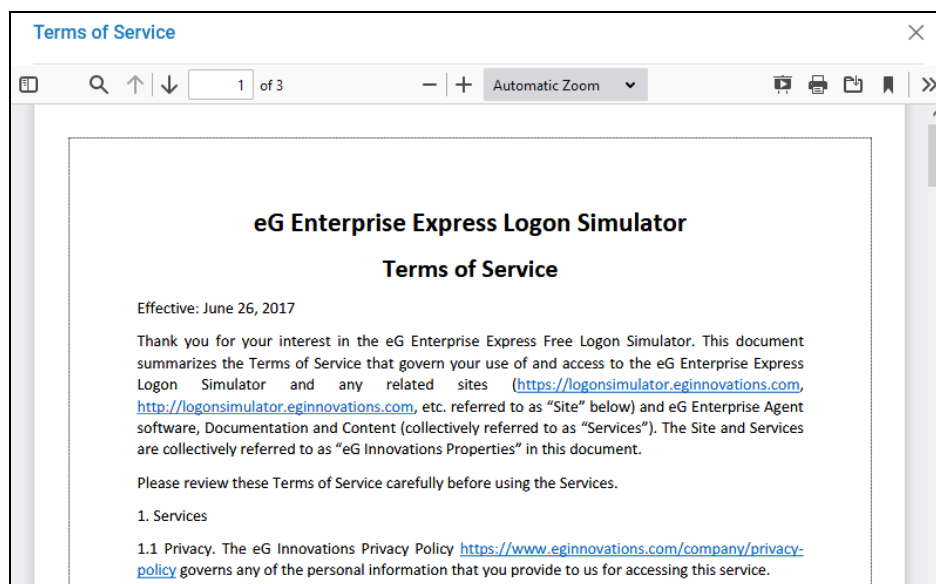 Terms of Service
1 of 3
Automatic Zoom
eG Enterprise Express Logon Simulator
Terms of Service
Effective: June 26, 2017
Thank you for your interest in the eG Enterprise Express Free Logon Simulator. This document
summarizes the Terms of Service that govern your use of and access to the eG Enterprise Express
Logon Simulator and any related sites (https://logonsimulator.eginnovations.com,
http://logonsimulator.eginnovations.com, etc. referred to as “Site” below) and eG Enterprise Agent
software, Documentation and Content (collectively referred to as “Services”). The Site and Services
are collectively referred to as “eG Innovations Properties” in this document.
Please review these Terms of Service carefully before using the Services.
1. Services
1.1 Privacy. The eG Innovations Privacy Policy https://www.eginnovations.com/company/privacy-
policy governs any of the personal information that you provide to us for accessing this service.